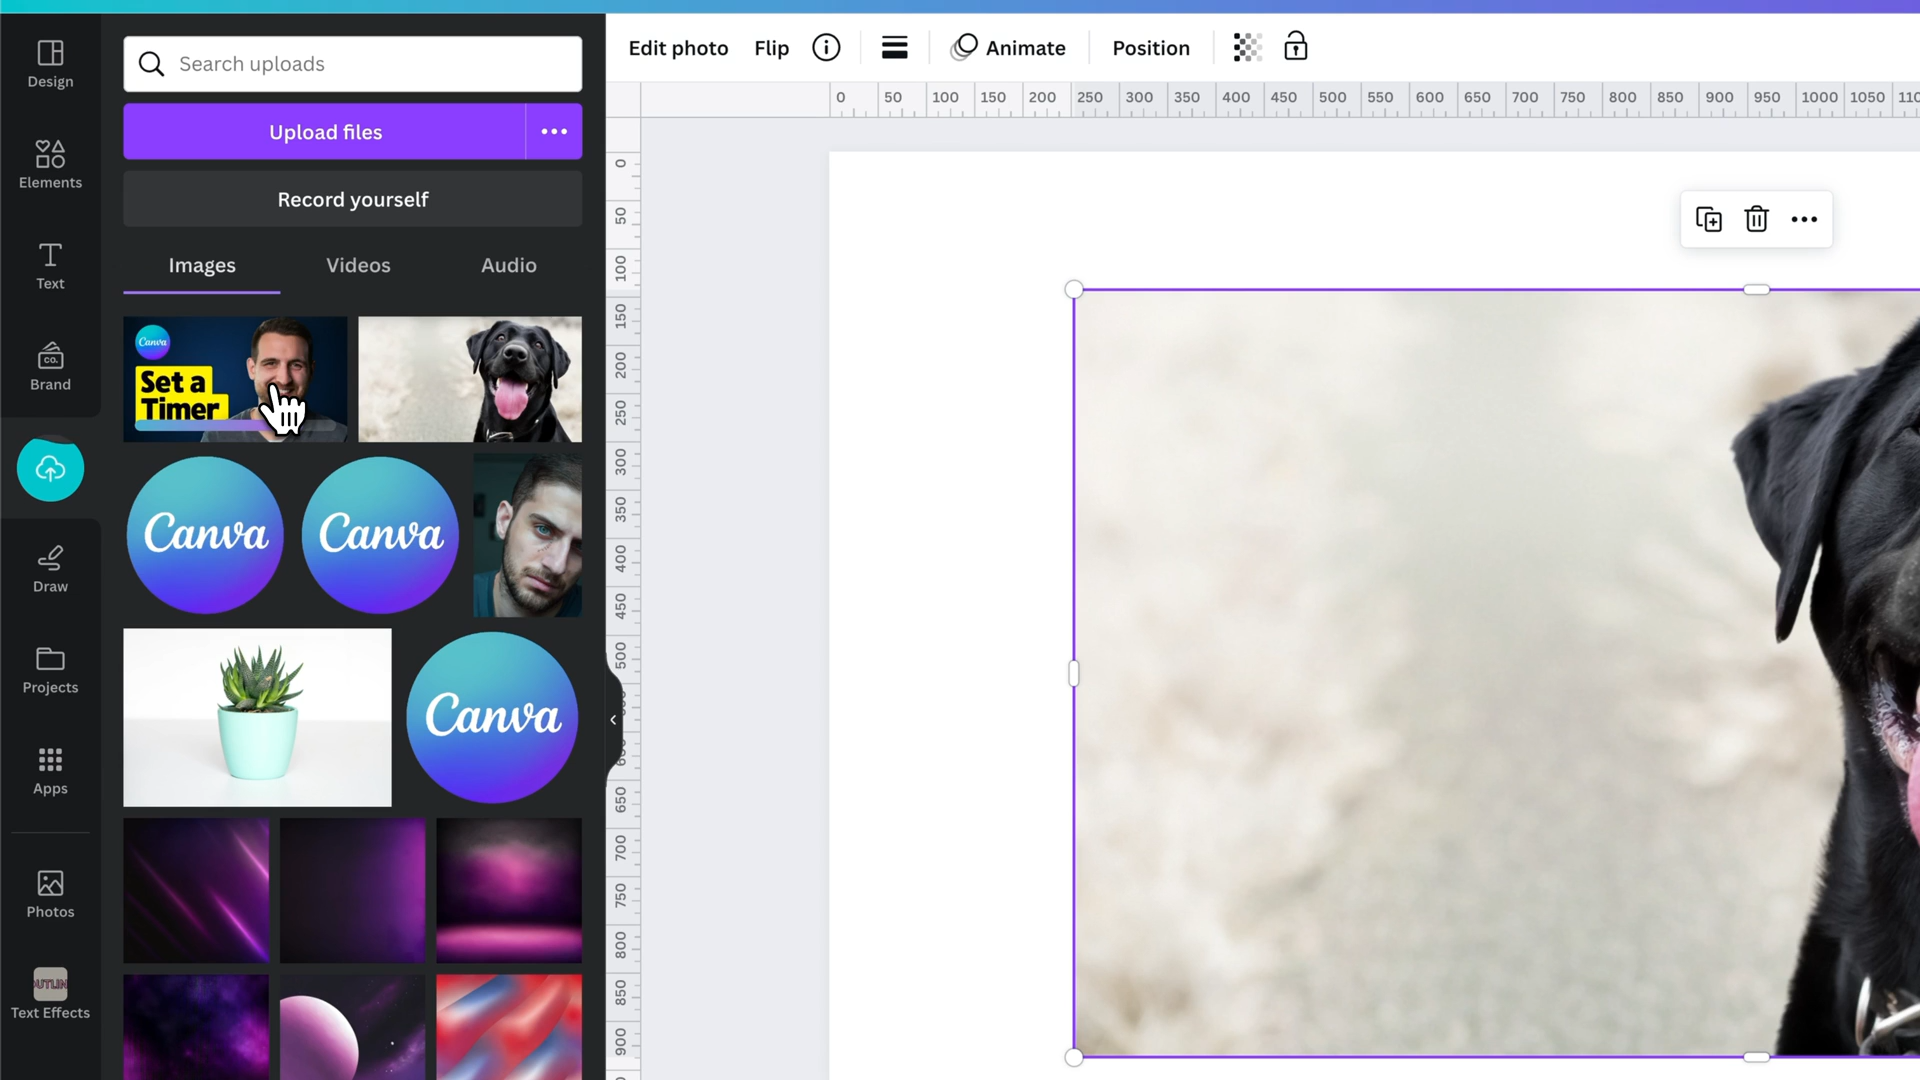 Design
Elements
Text
CO.
Brand
Draw
Projects
Apps
Photos
Text Effects
Search uploads
Upload files
Record yourself
Images Videos Audio
Canva
Set a
Timer
Canva Canva
Canva
Edit photo Flip Animate Position
0 50 100 150 200 250 300 350 400 450 500 550 600 650 700 750 800 850 900 950 1000 1050
0
50
100
150
200
250
300
350
400
450
500
650
700
750
800
850
900